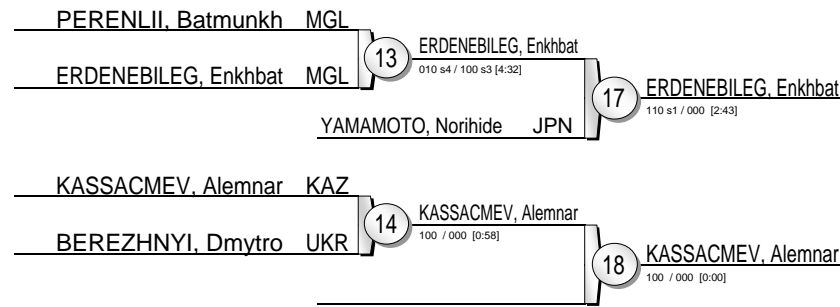 PERENLII, Batmunkh MGL
13 ERDENEBILEG, Enkhbat
010 s4 / 100 s3 [4:32]
ERDENEBILEG, Enkhbat MGL
17 ERDENEBILEG, Enkhbat
110 s1 / 000 [2:43]
YAMAMOTO, Norihide JPN
KASSACMEV, Alemnar KAZ
14 KASSACMEV, Alemnar
100 / 000 [0:58]
BEREZHNYI, Dmytro UKR
18 KASSACMEV, Alemnar
100 / 000 [0:00]